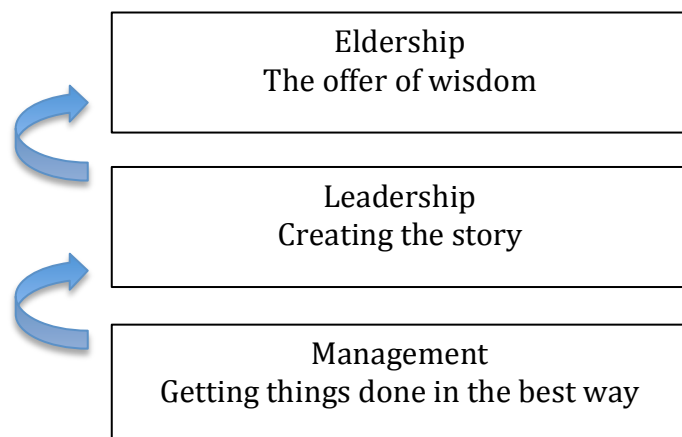 Eldership
The offer of wisdom
Leadership
Creating the story
Management
Getting things done in the best way